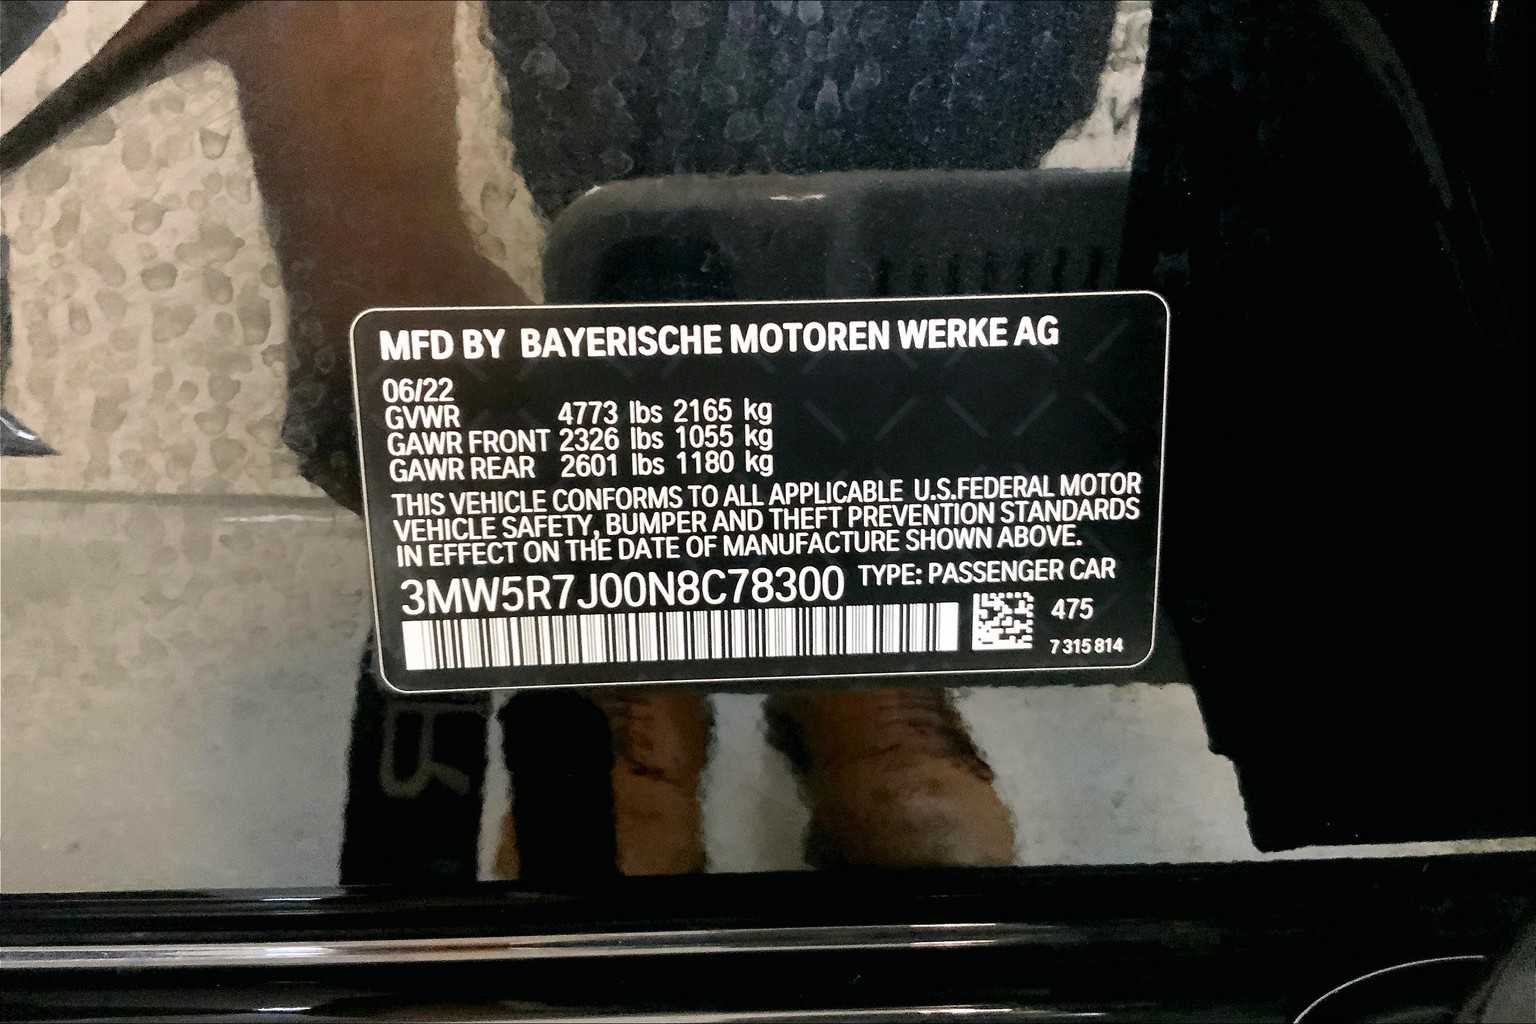 MFD BY BAYERISCHE MOTOREN WERKE AG
06/22
GVWR 4773 lbs 2165 kg
GAWR FRONT 2326 lbs 1055 kg
GAWR REAR 2601 lbs 1180 kg
THIS VEHICLE CONFORMS TO ALL APPLICABLE U.S.FEDERAL MOTOR
VEHICLE SAFETY, BUMPER AND THEFT PREVENTION STANDARDS
IN EFFECT ON THE DATE OF MANUFACTURE SHOWN ABOVE.
3MW5R7J00N8C78300 TYPE: PASSENGER CAR
475
7 315 814